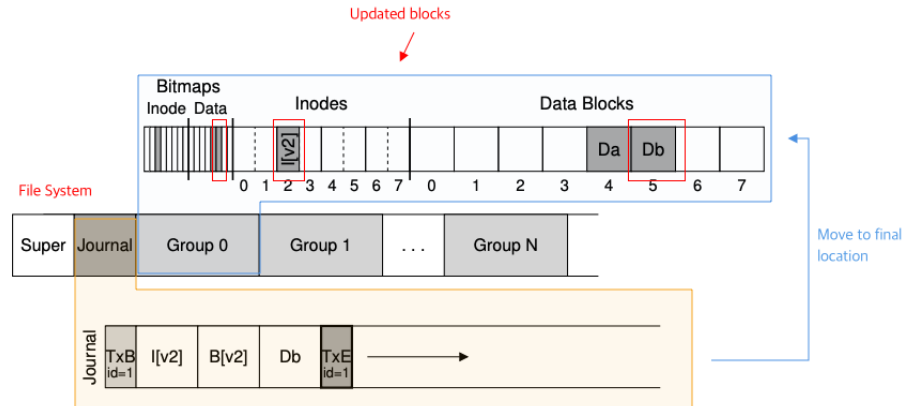 Updated blocks
Bitmaps
Inode Data
Inodes
Data Blocks
I[v2]
Da
Db
0 1 2 3 4 5 6 7
0 1 2 3 4 5 6 7
File System
Super
Journal
Group 0
Group 1
. . .
Group N
Move to final
location
Journal
TxB
id=1
I[v2]
B[v2]
Db
TxE
id=1